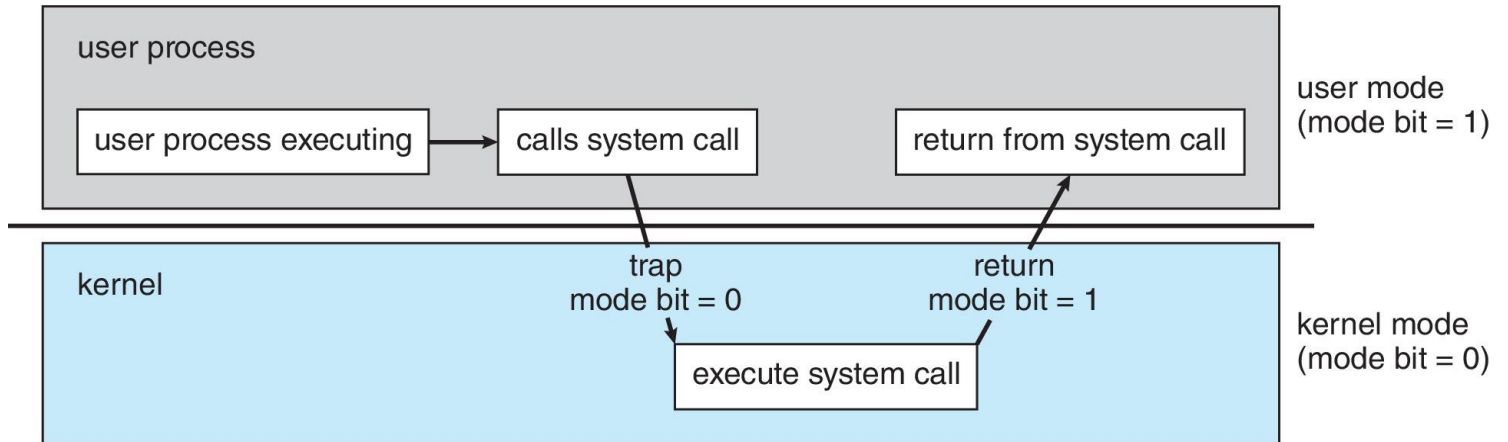 user process
user process executing
calls system call
return from system call
user mode
(mode bit = 1)
kernel
trap
mode bit = 0
return
mode bit = 1
execute system call
kernel mode
(mode bit = 0)